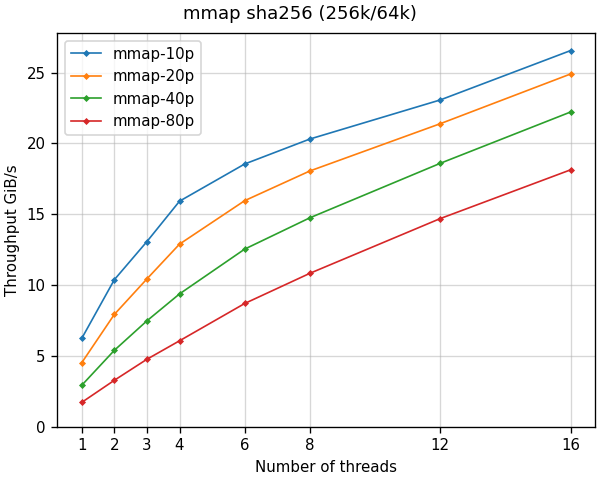 mmap sha256 (256k/64k)
mmap-10p
mmap-20p
mmap-40p
mmap-80p
Throughput GiB/s
25
20
15
10
5
0
1 2 3 4 6 8 12 16
Number of threads